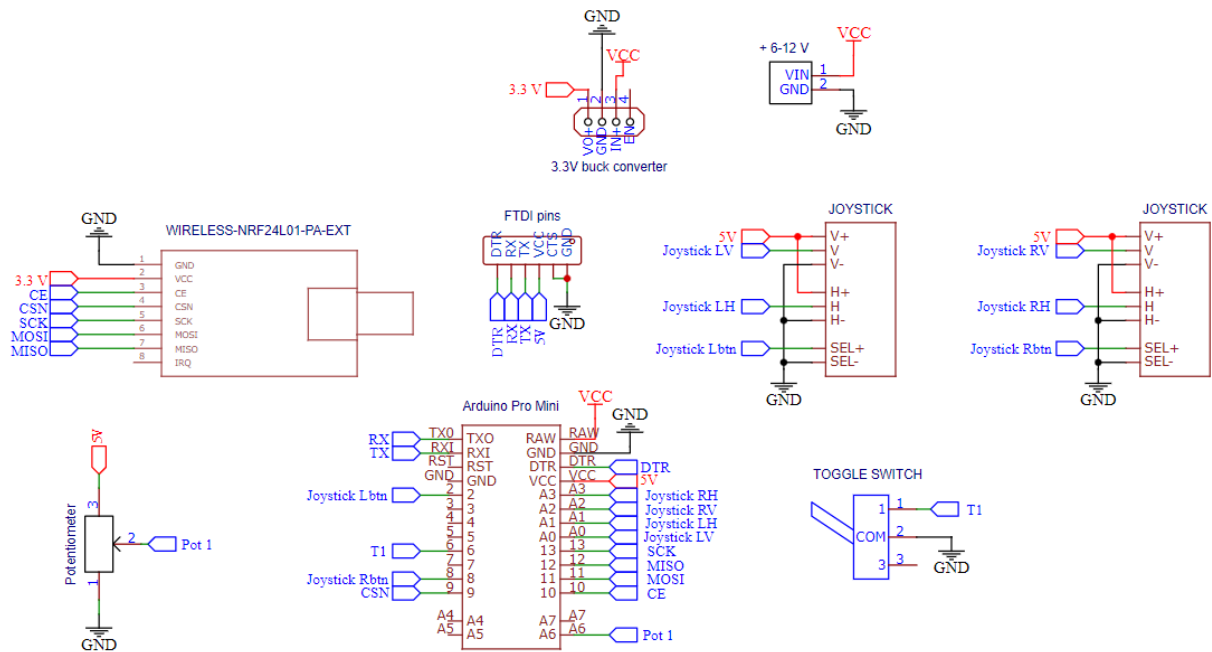 GND
VCC
3.3 V
1
2
3
4
VO+
GND
IN+
EN
3.3V buck converter
+ 6-12 V
VCC
VIN 1
GND 2
GND
GND
WIRELESS-NRF24L01-PA-EXT
1 GND
3.3 V 2 VCC
CE 3 CE
CSN 4 CSN
SCK 5 SCK
MOSI 6 MOSI
MISO 7 MISO
8 IRQ
FTDI pins
DTR
RX
TX
VCC
CTS
GND
DTR
RX
TX
5V
GND
JOYSTICK
5V V+
Joystick LV V
V-
H+
Joystick LH H
H-
Joystick Lbtn SEL+
SEL-
GND
JOYSTICK
5V V+
Joystick RV V
V-
H+
Joystick RH H
H-
Joystick Rbtn SEL+
SEL-
GND
5V
3
Potentiometer
2 Pot 1
1
GND
Arduino Pro Mini
VCC
GND
RX TX0 TXO RAW RAW
TX RXI RXI GND GND
RST RST DTR DTR DTR
GND GND VCC VCC 5V
Joystick Lbtn 2 2 A3 A3 Joystick RH
3 3 A2 A2 Joystick RV
4 4 A1 A1 Joystick LH
5 5 A0 A0 Joystick LV
T1 6 6 13 13 SCK
7 7 12 12 MISO
Joystick Rbtn 8 8 11 11 MOSI
CSN 9 9 10 10 CE
A4 A4 A7 A7
A5 A5 A6 A6 Pot 1
TOGGLE SWITCH
1 1 T1
COM 2
3 3
GND